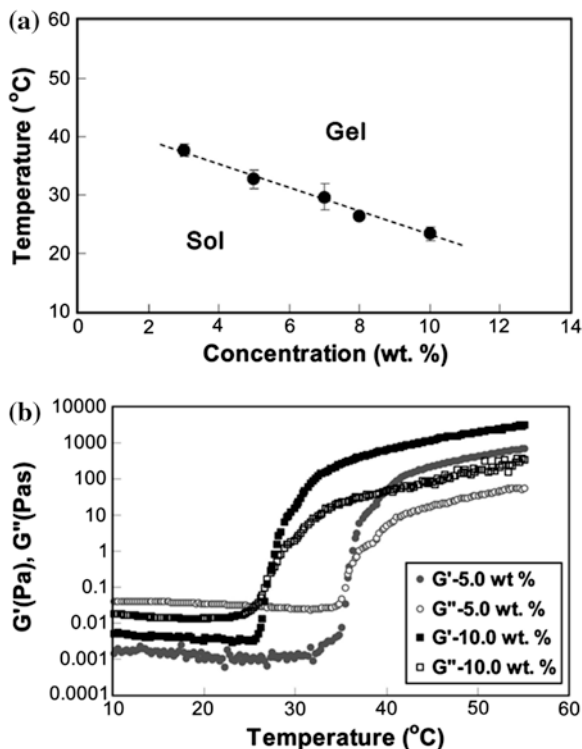 (a)
60
50
40
30
20
10
Temperature (°C)
Gel
Sol
0 2 4 6 8 10 12 14
Concentration (wt. %)
(b)
10000
1000
100
10
1
0.1
0.01
0.001
0.0001
G'(Pa), G"(Pas)
G'-5.0 wt %
G"-5.0 wt %
G'-10.0 wt. %
G"-10.0 wt. %
10 20 30 40 50 60
Temperature (°C)